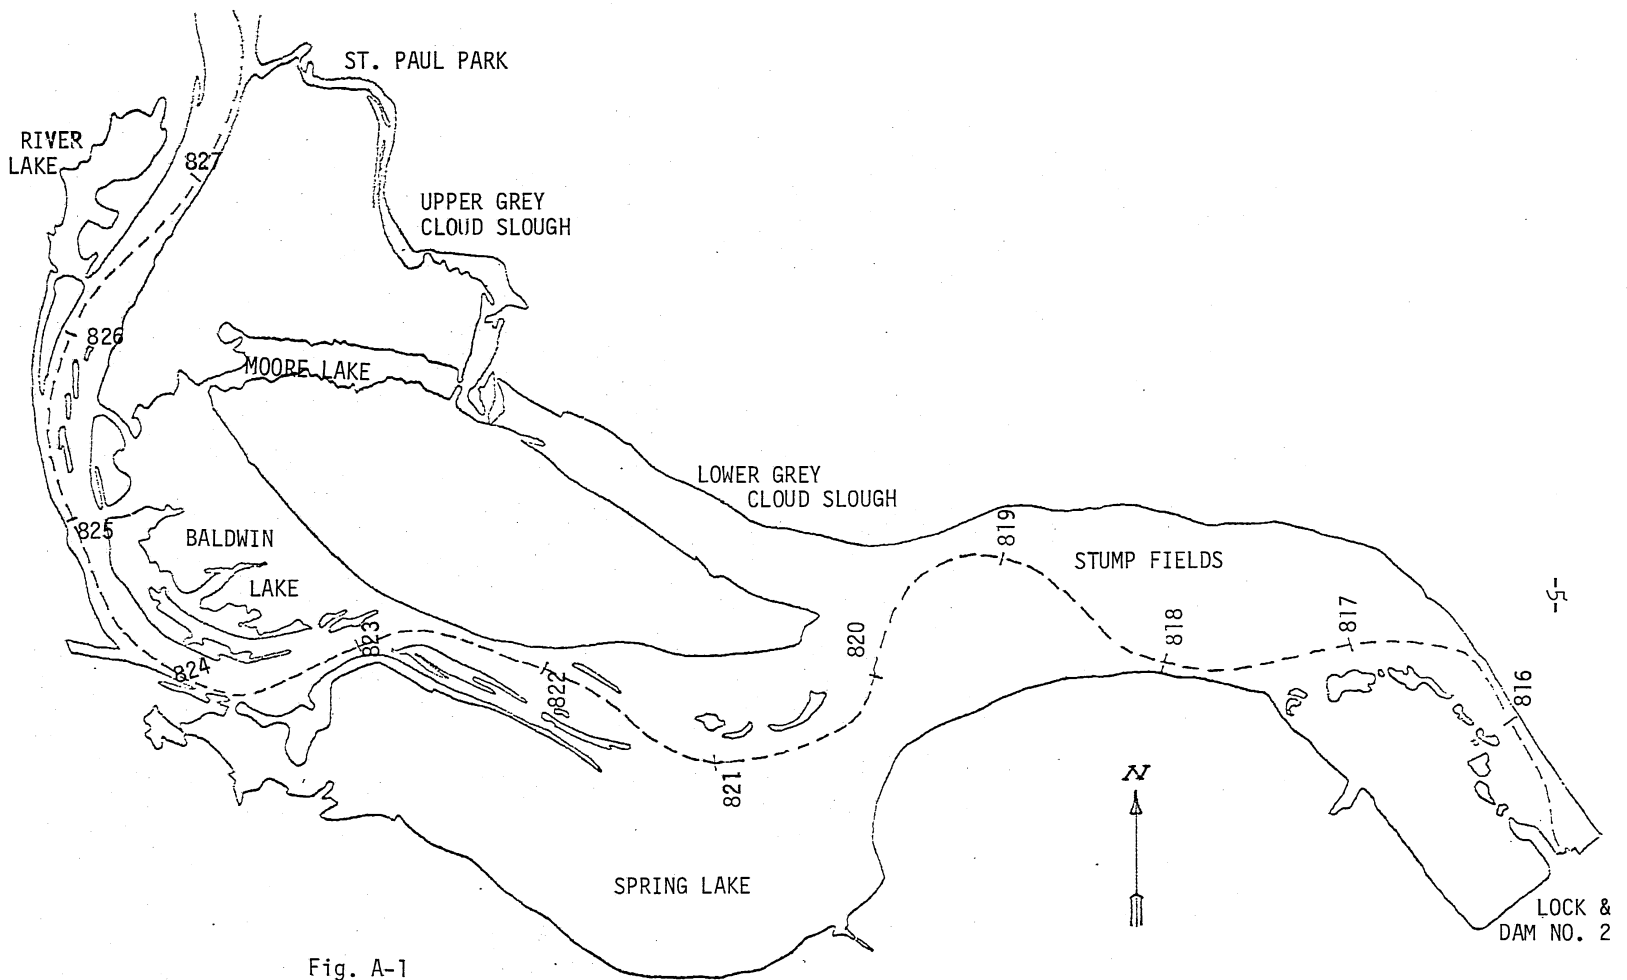 ST. PAUL PARK
RIVER
LAKE
827
UPPER GREY
CLOUD SLOUGH
826
MOORE LAKE
LOWER GREY
CLOUD SLOUGH
825
BALDWIN
LAKE
819
STUMP FIELDS
-5-
824
823
822
821
820
818
817
816
N
SPRING LAKE
LOCK &
DAM NO. 2
Fig. A-1